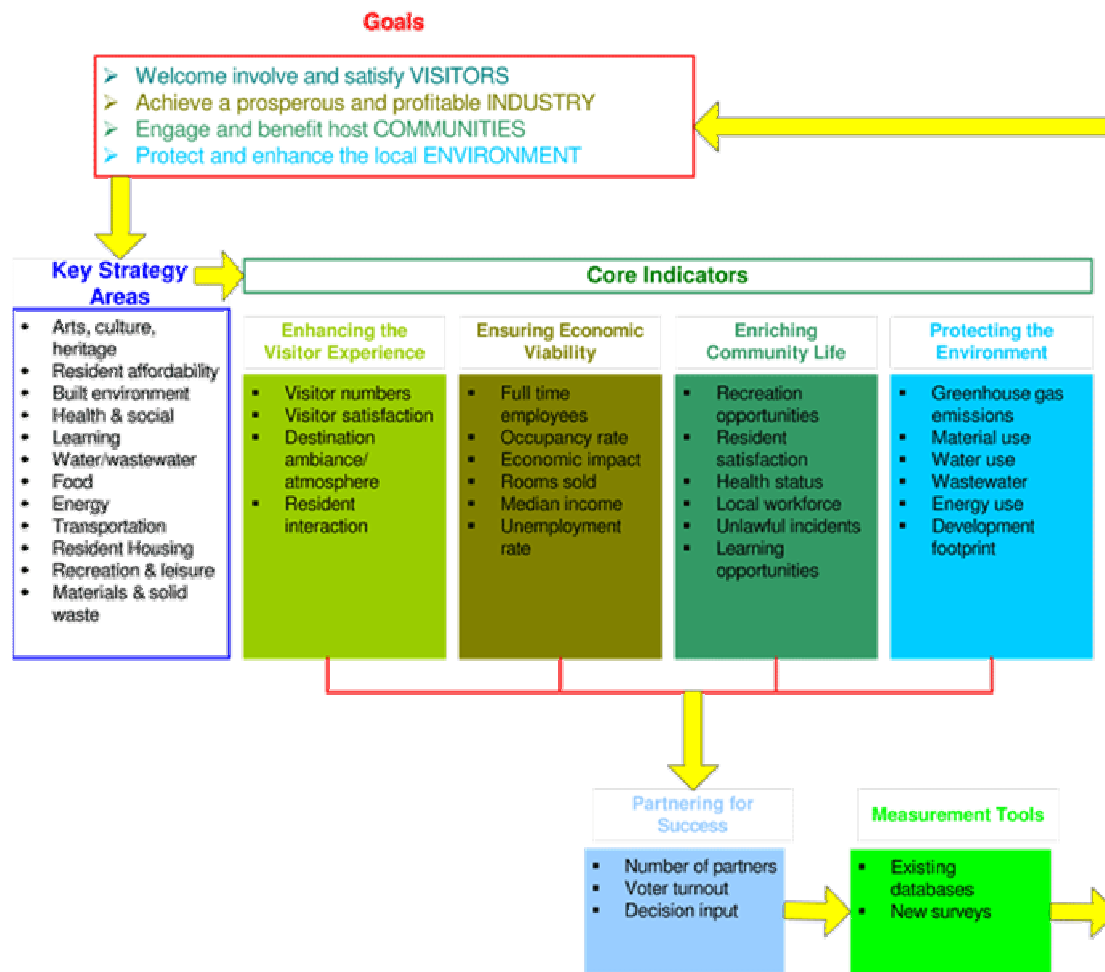 Goals
➢ Welcome involve and satisfy VISITORS
➢ Achieve a prosperous and profitable INDUSTRY
➢ Engage and benefit host COMMUNITIES
➢ Protect and enhance the local ENVIRONMENT
Key Strategy
Areas
• Arts, culture,
heritage
• Resident affordability
• Built environment
• Health & social
• Learning
• Water/wastewater
• Food
• Energy
• Transportation
• Resident Housing
• Recreation & leisure
• Materials & solid
waste
Core Indicators
Enhancing the
Visitor Experience
▪ Visitor numbers
▪ Visitor satisfaction
▪ Destination
ambiance/
atmosphere
▪ Resident
interaction
Ensuring Economic
Viability
▪ Full time
employees
▪ Occupancy rate
▪ Economic impact
▪ Rooms sold
▪ Median income
▪ Unemployment
rate
Enriching
Community Life
▪ Recreation
opportunities
▪ Resident
satisfaction
▪ Health status
▪ Local workforce
▪ Unlawful incidents
▪ Learning
opportunities
Protecting the
Environment
▪ Greenhouse gas
emissions
▪ Material use
▪ Water use
▪ Wastewater
▪ Energy use
▪ Development
footprint
Partnering for
Success
▪ Number of partners
▪ Voter turnout
▪ Decision input
Measurement Tools
▪ Existing
databases
▪ New surveys